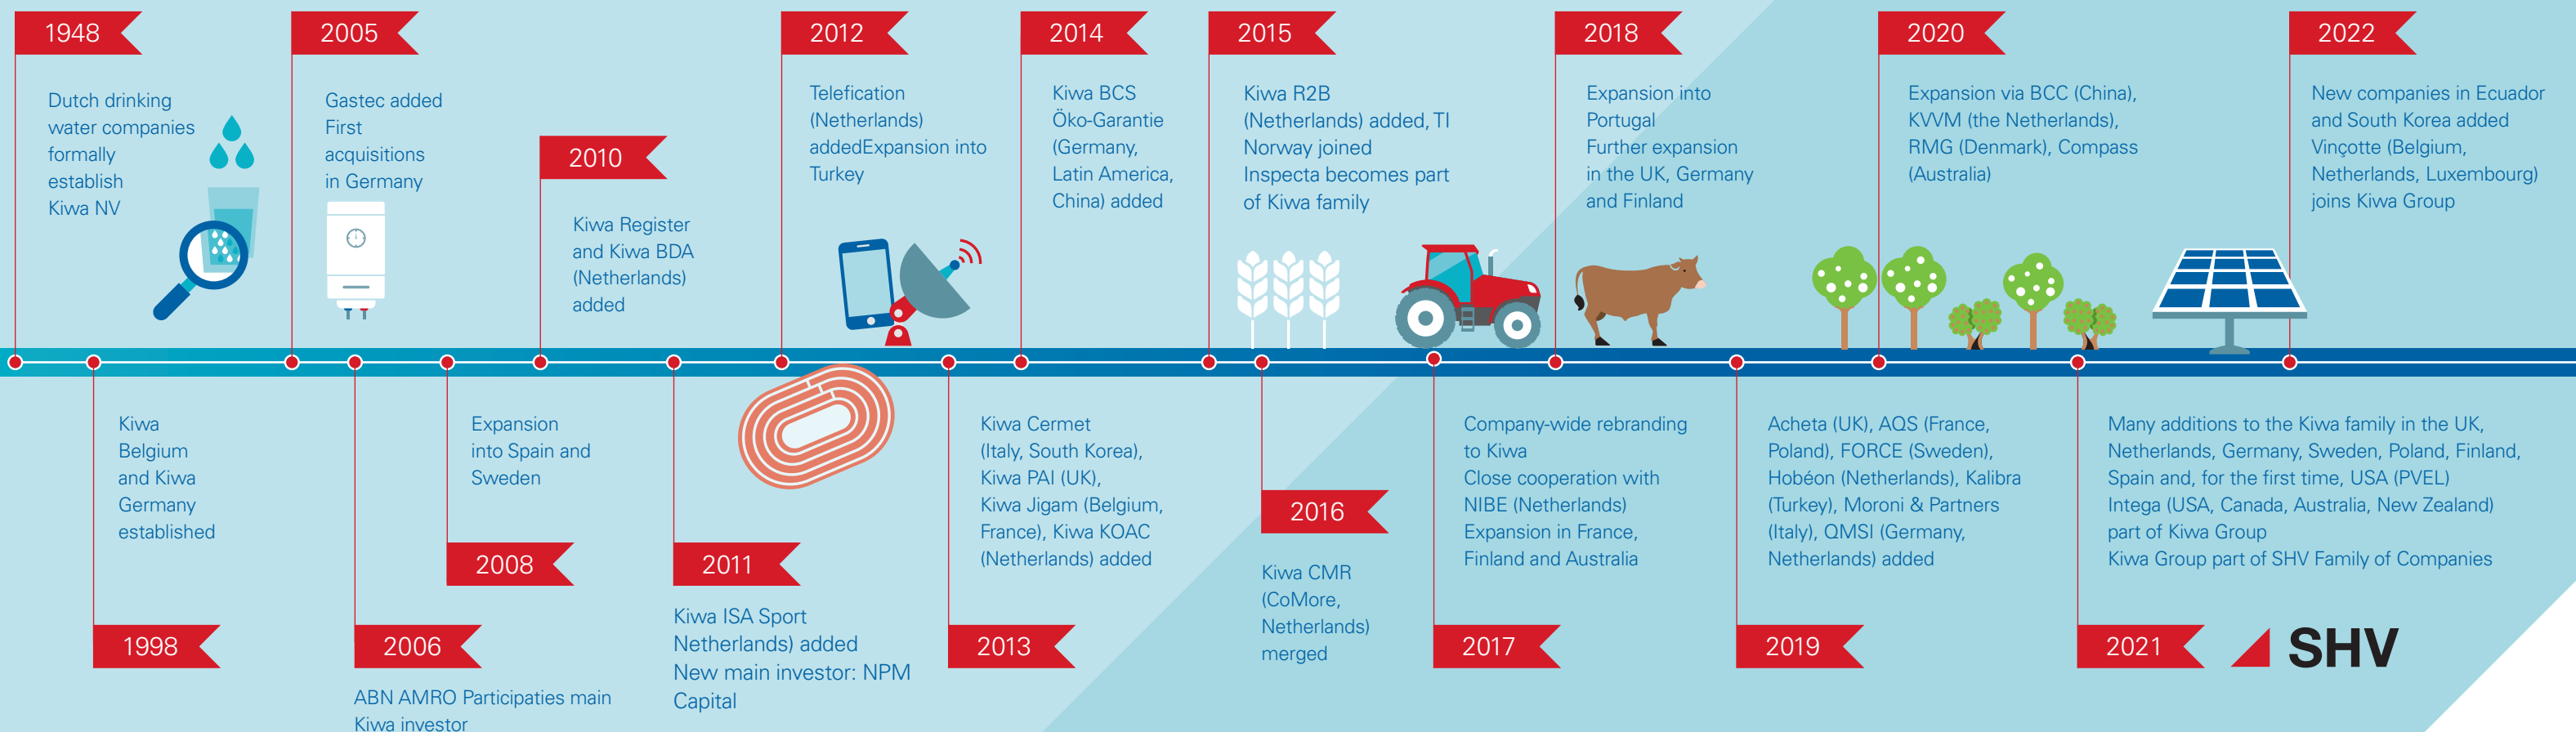 1948
Dutch drinking
water companies
formally
establish
Kiwa NV
1998
Kiwa
Belgium
and Kiwa
Germany
established
2005
Gastec added
First
acquisitions
in Germany
2006
ABN AMRO Participaties main
Kiwa investor
2008
Expansion
into Spain and
Sweden
2010
Kiwa Register
and Kiwa BDA
(Netherlands)
added
2011
Kiwa ISA Sport
Netherlands) added
New main investor: NPM
Capital
2012
Telefication
(Netherlands)
addedExpansion into
Turkey
2013
Kiwa Cermet
(Italy, South Korea),
Kiwa PAI (UK),
Kiwa Jigam (Belgium,
France), Kiwa KOAC
(Netherlands) added
2014
Kiwa BCS
Öko-Garantie
(Germany,
Latin America,
China) added
2015
Kiwa R2B
(Netherlands) added, TI
Norway joined
Inspecta becomes part
of Kiwa family
2016
Kiwa CMR
(CoMore,
Netherlands)
merged
2017
Company-wide rebranding
to Kiwa
Close cooperation with
NIBE (Netherlands)
Expansion in France,
Finland and Australia
2018
Expansion into
Portugal
Further expansion
in the UK, Germany
and Finland
2019
Acheta (UK), AQS (France,
Poland), FORCE (Sweden),
Hobéon (Netherlands), Kalibra
(Turkey), Moroni & Partners
(Italy), QMSI (Germany,
Netherlands) added
2020
Expansion via BCC (China),
KVVM (the Netherlands),
RMG (Denmark), Compass
(Australia)
2021
Many additions to the Kiwa family in the UK,
Netherlands, Germany, Sweden, Poland, Finland,
Spain and, for the first time, USA (PVEL)
Intega (USA, Canada, Australia, New Zealand)
part of Kiwa Group
Kiwa Group part of SHV Family of Companies
SHV
2022
New companies in Ecuador
and South Korea added
Vinçotte (Belgium,
Netherlands, Luxembourg)
joins Kiwa Group